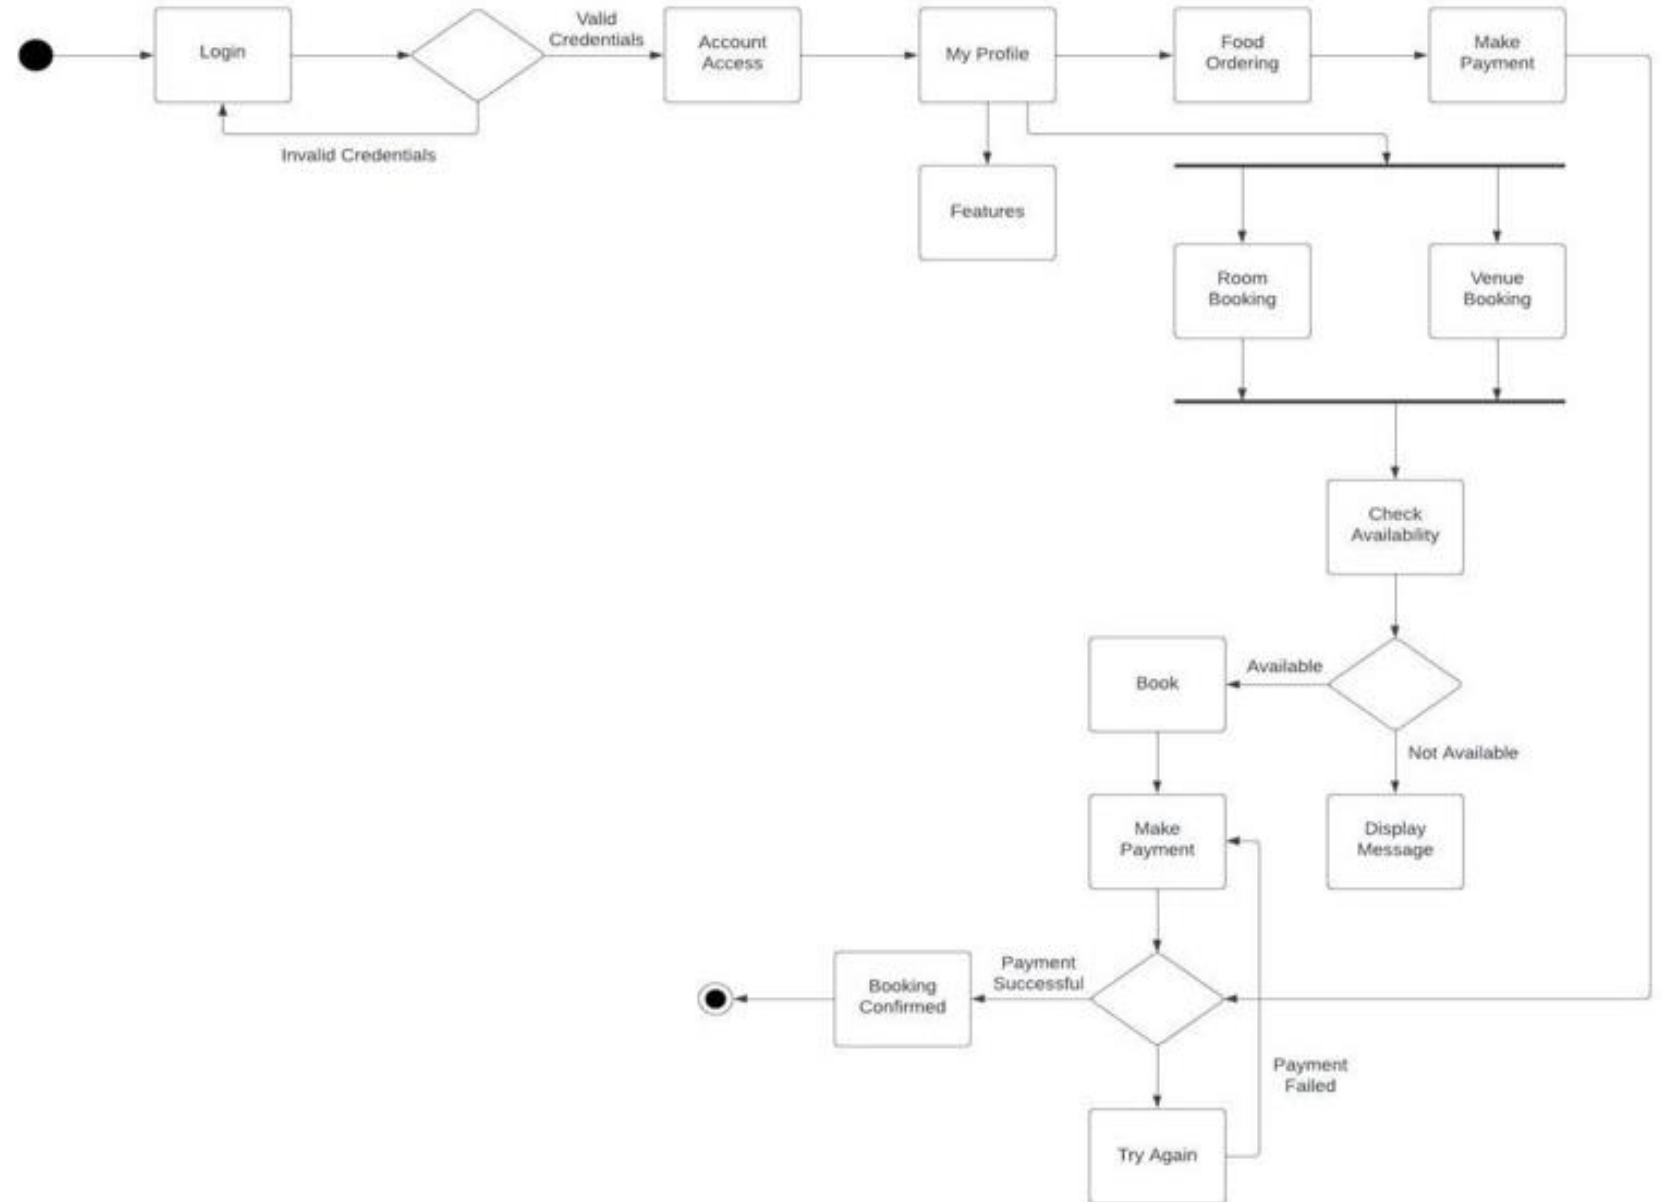 Login
Valid
Credentials
Account
Access
My Profile
Food
Ordering
Make
Payment
Invalid Credentials
Features
Room
Booking
Venue
Booking
Check
Availability
Book
Available
Not Available
Make
Payment
Display
Message
Booking
Confirmed
Payment
Successful
Payment
Failed
Try Again